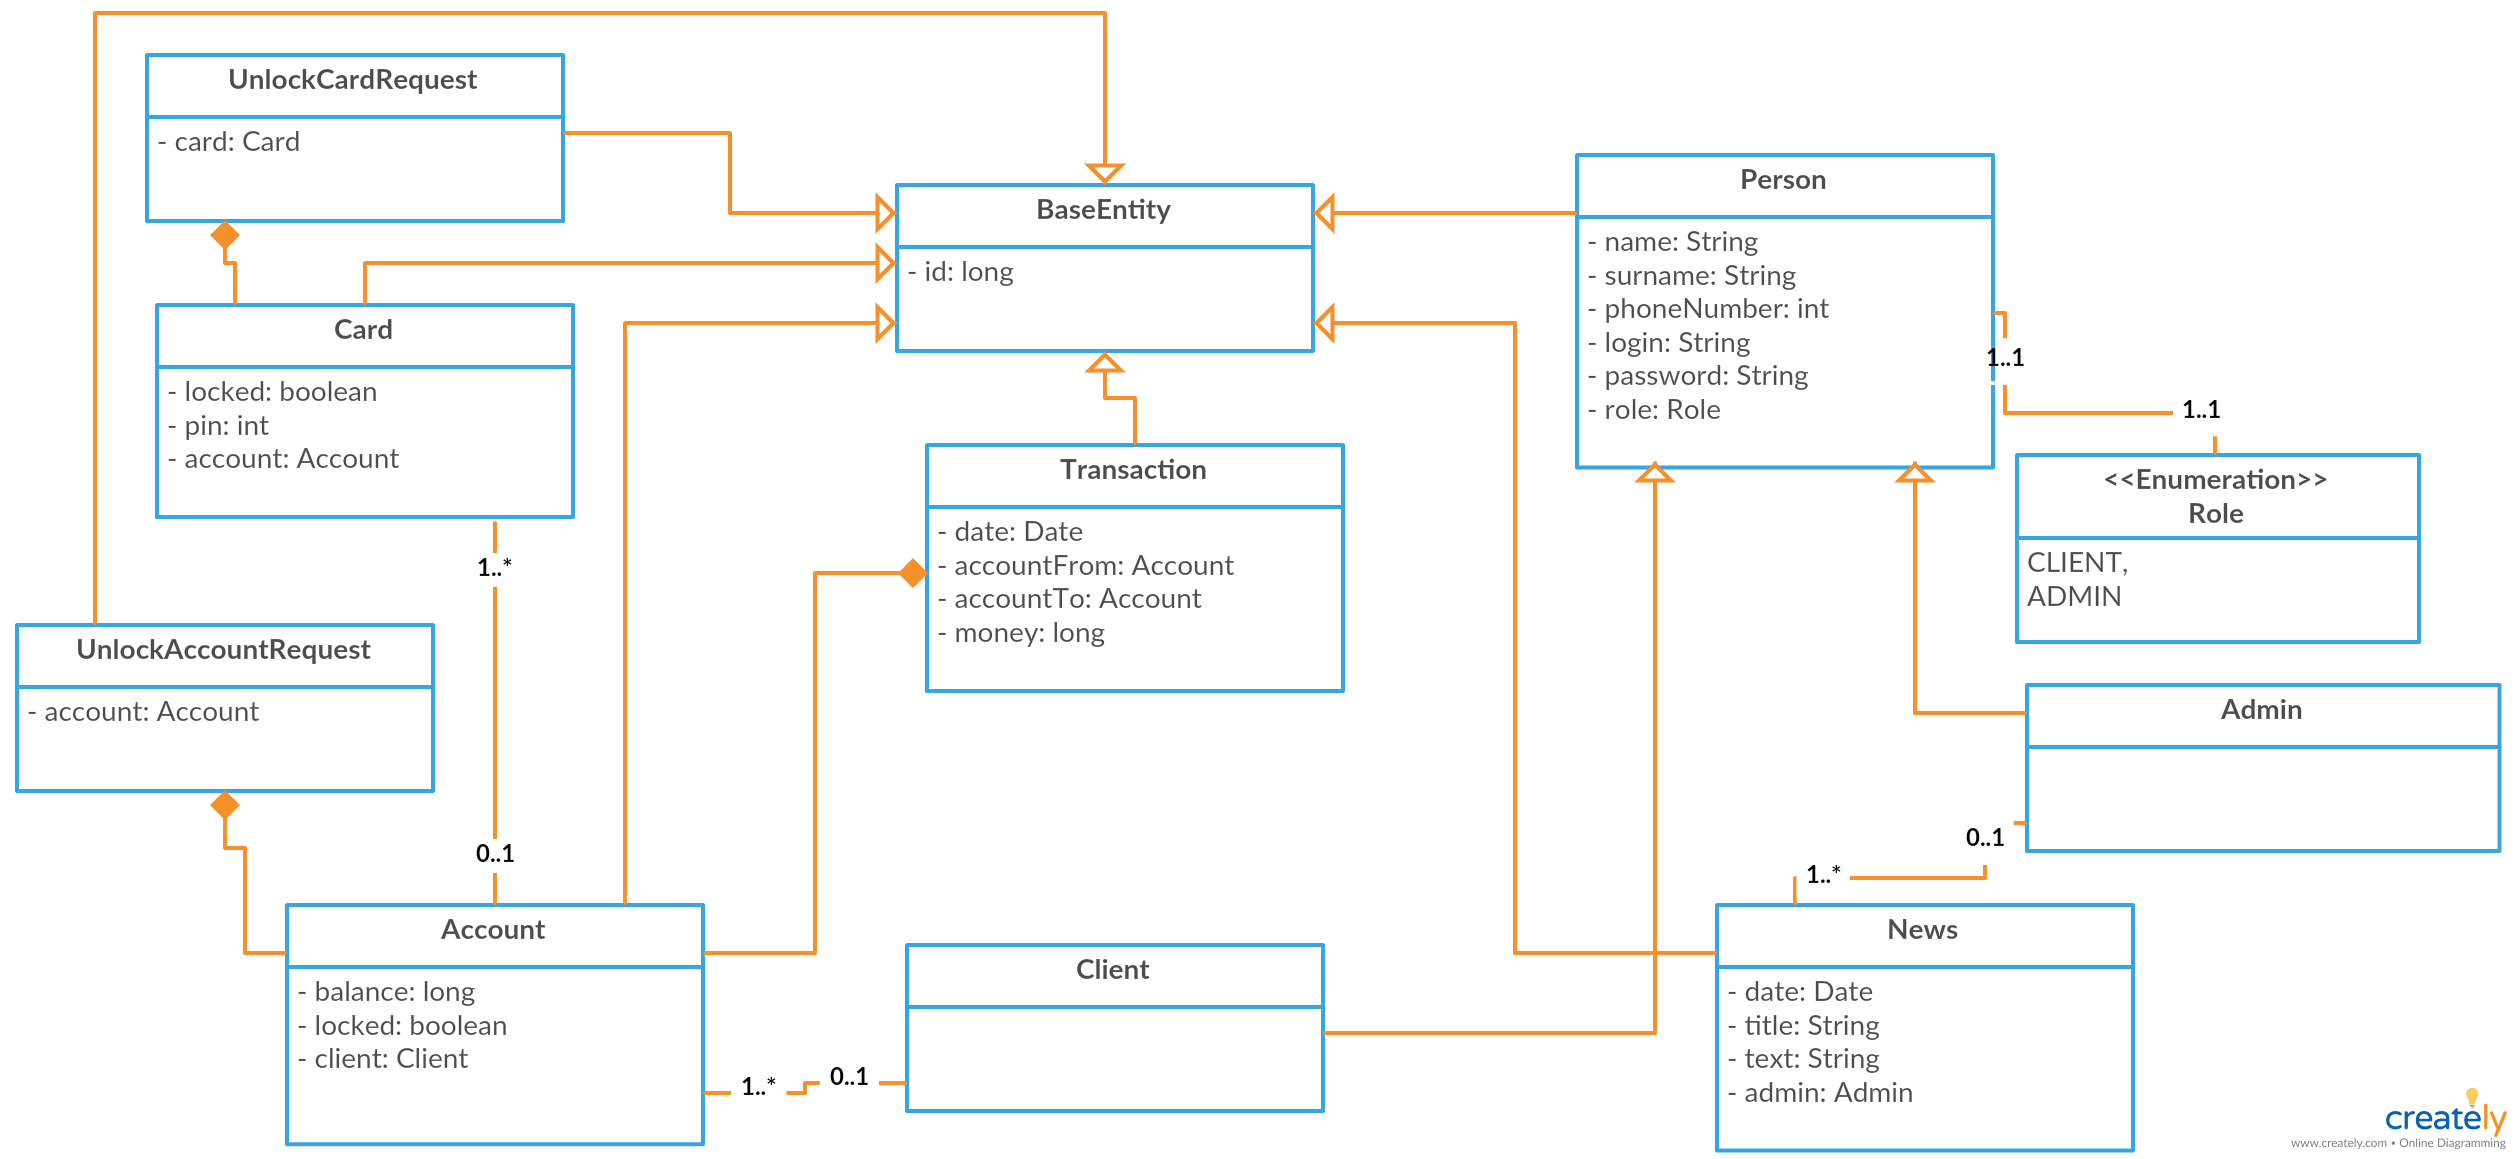 UnlockCardRequest
- card: Card
BaseEntity
- id: long
Person
- name: String
- surname: String
- phoneNumber: int
- login: String
- password: String
- role: Role
1..1
1..1
Card
- locked: boolean
- pin: int
- account: Account
Transaction
- date: Date
- accountFrom: Account
- accountTo: Account
- money: long
<<Enumeration>>
Role
CLIENT,
ADMIN
1..*
0..1
UnlockAccountRequest
- account: Account
Admin
0..1
1..*
Account
- balance: long
- locked: boolean
- client: Client
1..*
0..1
Client
News
- date: Date
- title: String
- text: String
- admin: Admin
creately
www.creately.com • Online Diagramming